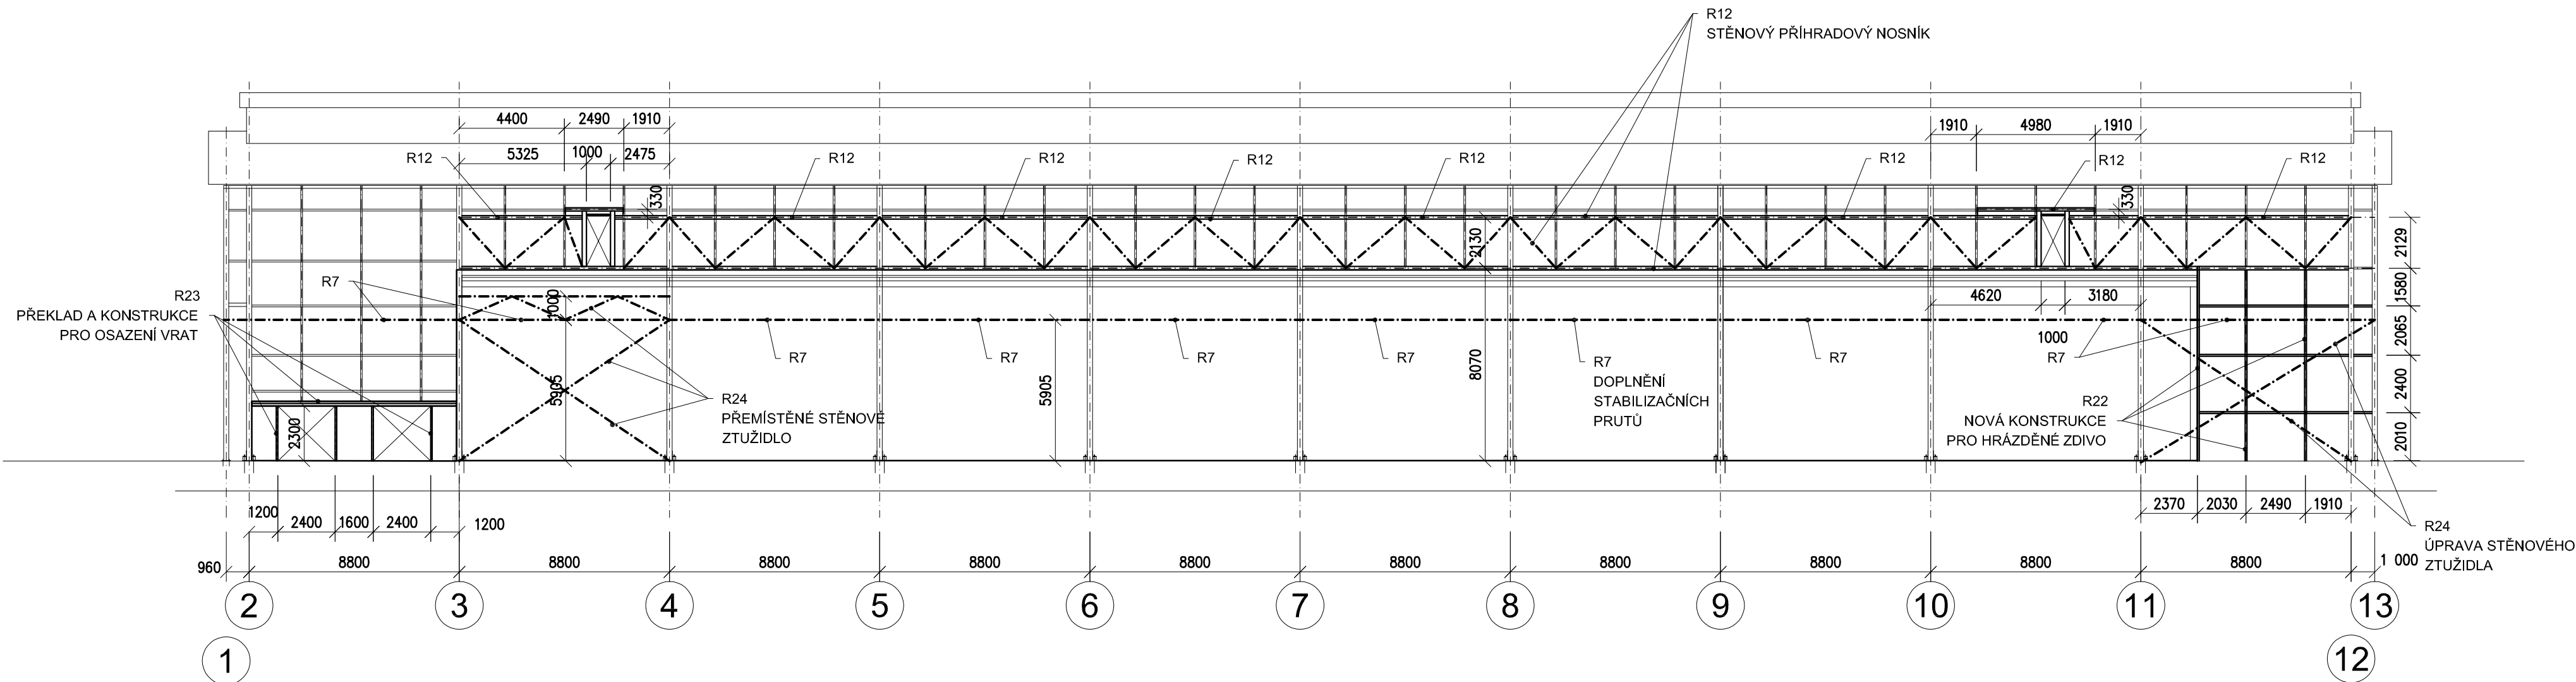 R12
STĚNOVÝ PŘÍHRADOVÝ NOSNÍK
4400 2490 1910
1910 4980 1910
5325 1000 2475
R12 R12 R12 R12 R12 R12 R12 R12
330
330
2130
2129
1580
2065
2400
2010
R7
R23
PŘEKLAD A KONSTRUKCE
PRO OSAZENÍ VRAT
1000
5905
5905
8070
4620 3180
1000
R7 R7 R7 R7
R7
DOPLNĚNÍ
STABILIZAČNÍCH
PRUTŮ
R7
R7
R24
PŘEMÍSTĚNÉ STĚNOVÉ
ZTUŽIDLO
R22
NOVÁ KONSTRUKCE
PRO HRÁZDĚNÉ ZDIVO
2300
1200 2400 1600 2400 1200
2370 2030 2490 1910
R24
ÚPRAVA STĚNOVÉHO
ZTUŽIDLA
960 8800 8800 8800 8800 8800 8800 8800 8800 8800 8800 1 000
2 3 4 5 6 7 8 9 10 11 13
1 12